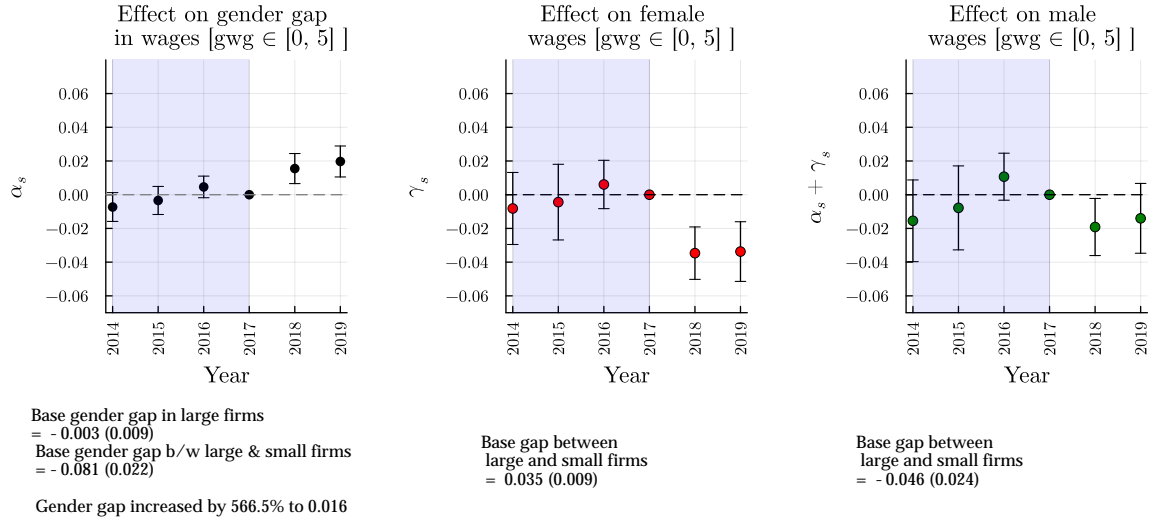 Effect on gender gap
in wages [gwg ∈ [0, 5] ]
α_s
0.06
0.04
0.02
0.00
−0.02
−0.04
−0.06
2014
2015
2016
2017
2018
2019
Year
Base gender gap in large firms
= - 0.003 (0.009)
Base gender gap b/w large & small firms
= - 0.081 (0.022)
Gender gap increased by 566.5% to 0.016
Effect on female
wages [gwg ∈ [0, 5] ]
γ_s
0.06
0.04
0.02
0.00
−0.02
−0.04
−0.06
2014
2015
2016
2017
2018
2019
Year
Base gap between
large and small firms
= 0.035 (0.009)
Effect on male
wages [gwg ∈ [0, 5] ]
α_s + γ_s
0.06
0.04
0.02
0.00
−0.02
−0.04
−0.06
2014
2015
2016
2017
2018
2019
Year
Base gap between
large and small firms
= - 0.046 (0.024)